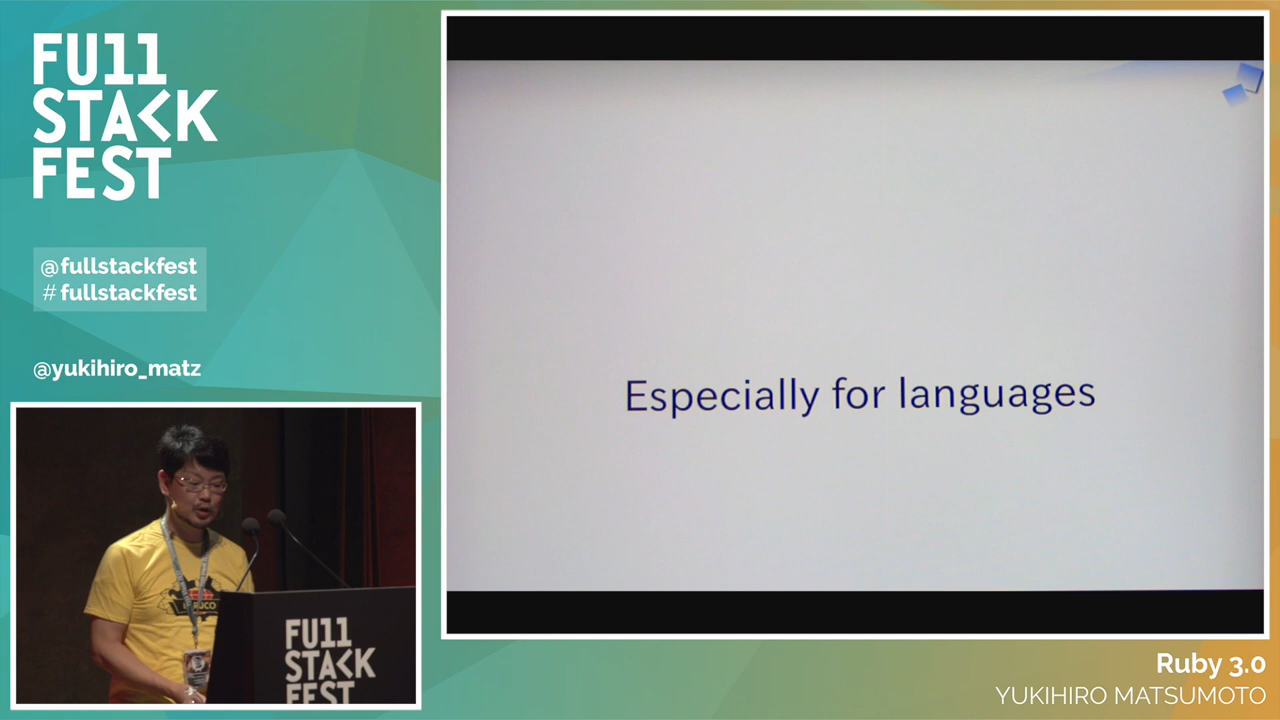 FU11
STACK
FEST
@fullstackfest
# fullstackfest
@yukihiro_matz
Especially for languages
FU11
STACK
FEST
Ruby 3.0
YUKIHIRO MATSUMOTO